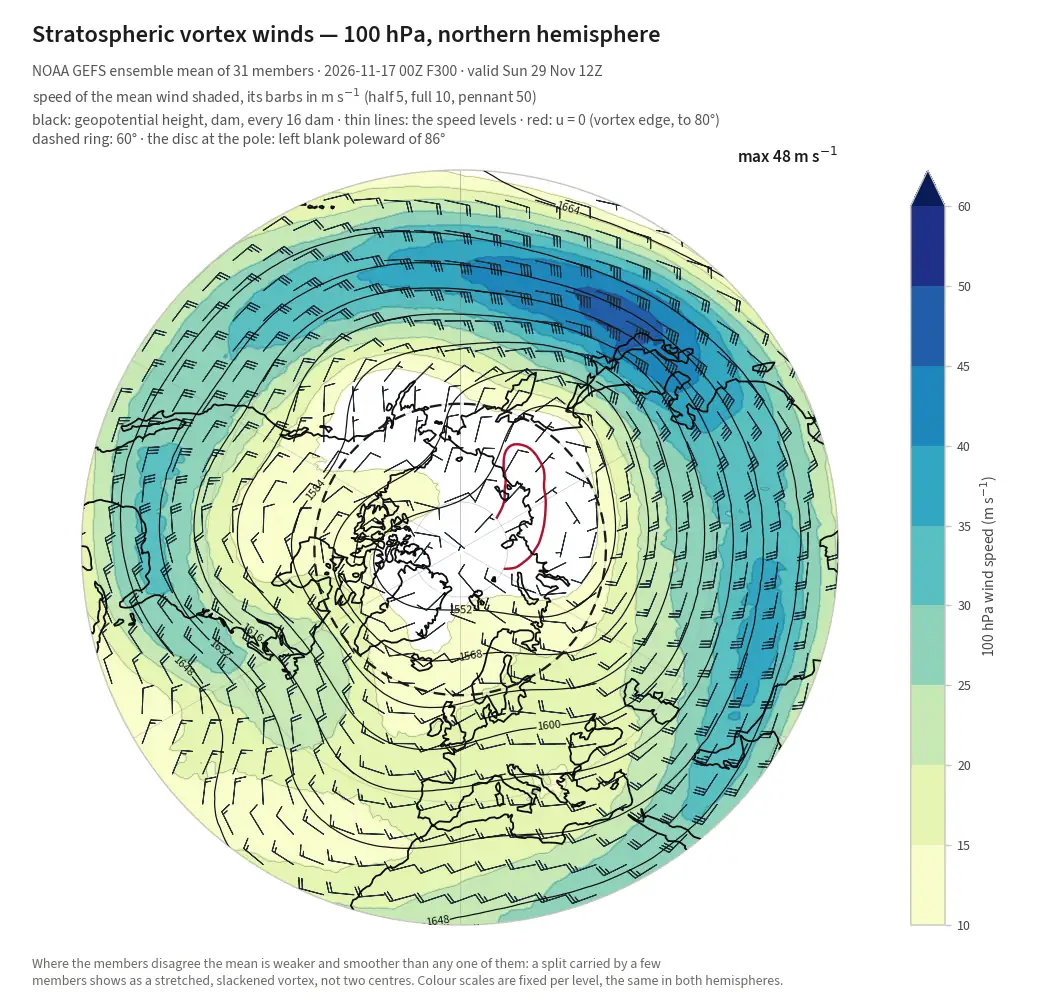 Stratospheric vortex winds — 100 hPa, northern hemisphere
NOAA GEFS ensemble mean of 31 members · 2026-11-17 00Z F300 · valid Sun 29 Nov 12Z
speed of the mean wind shaded, its barbs in m s⁻¹ (half 5, full 10, pennant 50)
black: geopotential height, dam, every 16 dam · thin lines: the speed levels · red: u = 0 (vortex edge, to 80°)
dashed ring: 60° · the disc at the pole: left blank poleward of 86°
max 48 m s⁻¹
1664
1584
1552
1568
1616
1632
1648
1600
1648
60
50
45
40
35
30
25
20
15
10
100 hPa wind speed (m s⁻¹)
Where the members disagree the mean is weaker and smoother than any one of them: a split carried by a few
members shows as a stretched, slackened vortex, not two centres. Colour scales are fixed per level, the same in both hemispheres.